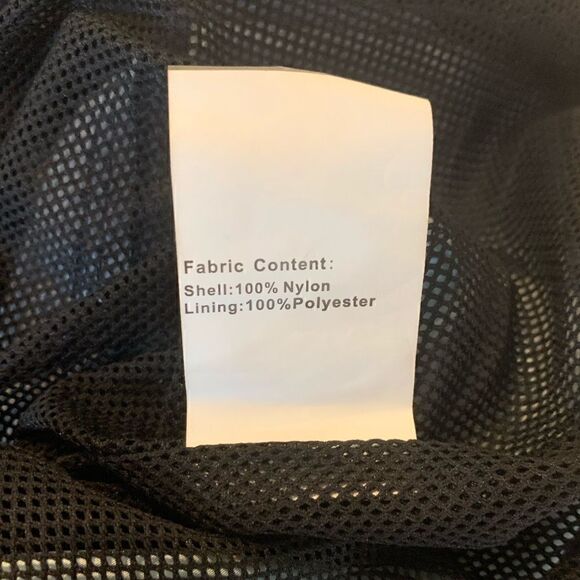 Fabric Content:
Shell:100% Nylon
Lining:100%Polyester